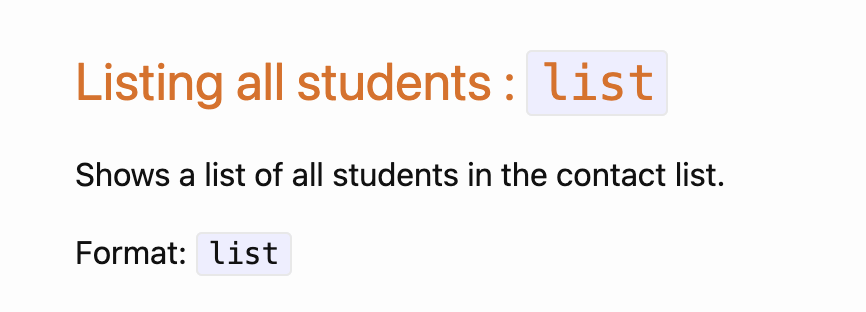 Listing all students : list
Shows a list of all students in the contact list.
Format: list